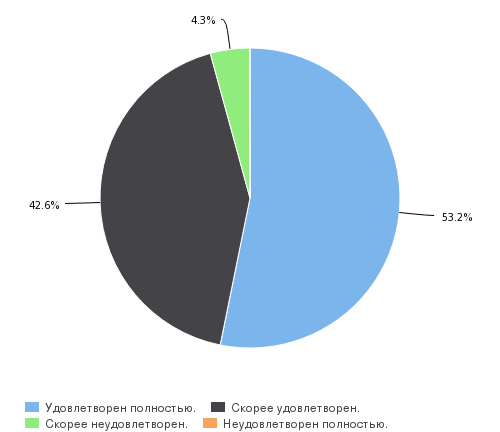 4.3%
42.6%
53.2%
Удовлетворен полностью. Скорее удовлетворен.
Скорее неудовлетворен. Неудовлетворен полностью.